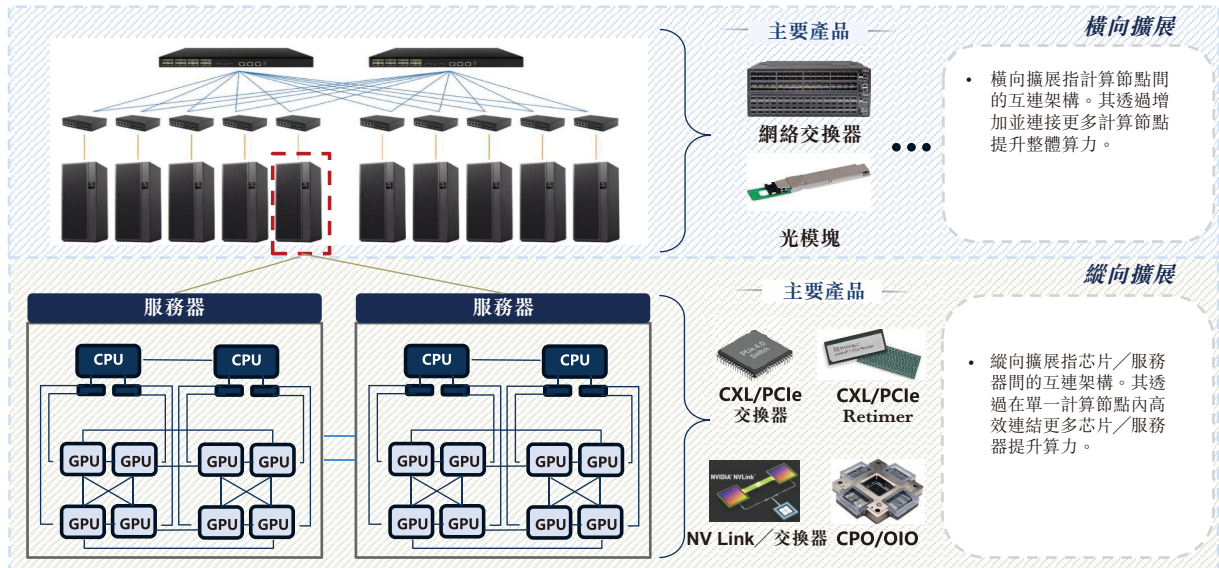 橫向擴展
主要產品
網絡交換器
光模塊
• 橫向擴展指計算節點間
的互連架構。其透過增
加並連接更多計算節點
提升整體算力。
縱向擴展
主要產品
服務器
CPU
CPU
GPU
GPU
GPU
GPU
GPU
GPU
GPU
GPU
服務器
CPU
CPU
GPU
GPU
GPU
GPU
GPU
GPU
GPU
GPU
CXL/PCIe
交換器
CXL/PCIe
Retimer
NVIDIA NVLink
NV Link／交換器
CPO/OIO
• 縱向擴展指芯片／服務
器間的互連架構。其透
過在單一計算節點內高
效連結更多芯片／服務
器提升算力。